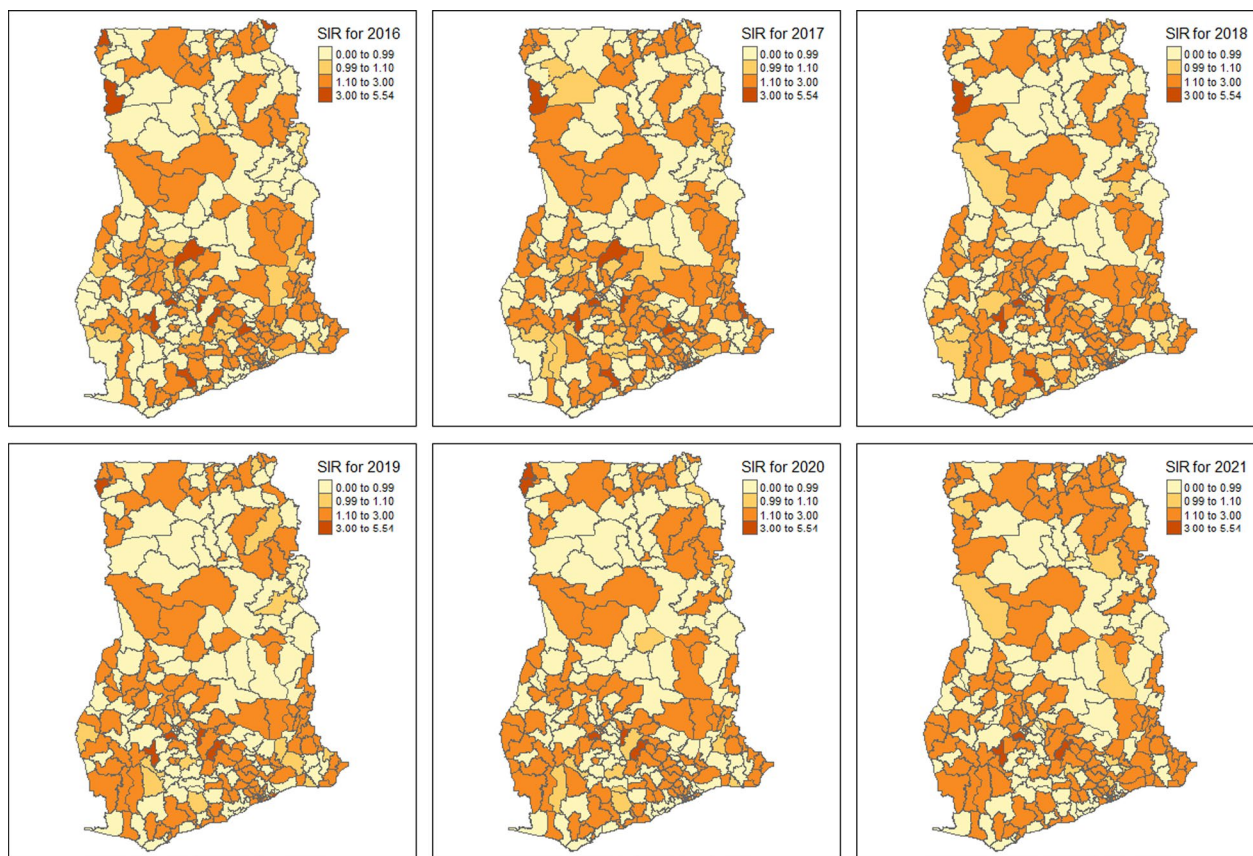 SIR for 2016
0.00 to 0.99
0.99 to 1.10
1.10 to 3.00
3.00 to 5.54
SIR for 2017
0.00 to 0.99
0.99 to 1.10
1.10 to 3.00
3.00 to 5.54
SIR for 2018
0.00 to 0.99
0.99 to 1.10
1.10 to 3.00
3.00 to 5.54
SIR for 2019
0.00 to 0.99
0.99 to 1.10
1.10 to 3.00
3.00 to 5.54
SIR for 2020
0.00 to 0.99
0.99 to 1.10
1.10 to 3.00
3.00 to 5.54
SIR for 2021
0.00 to 0.99
0.99 to 1.10
1.10 to 3.00
3.00 to 5.54